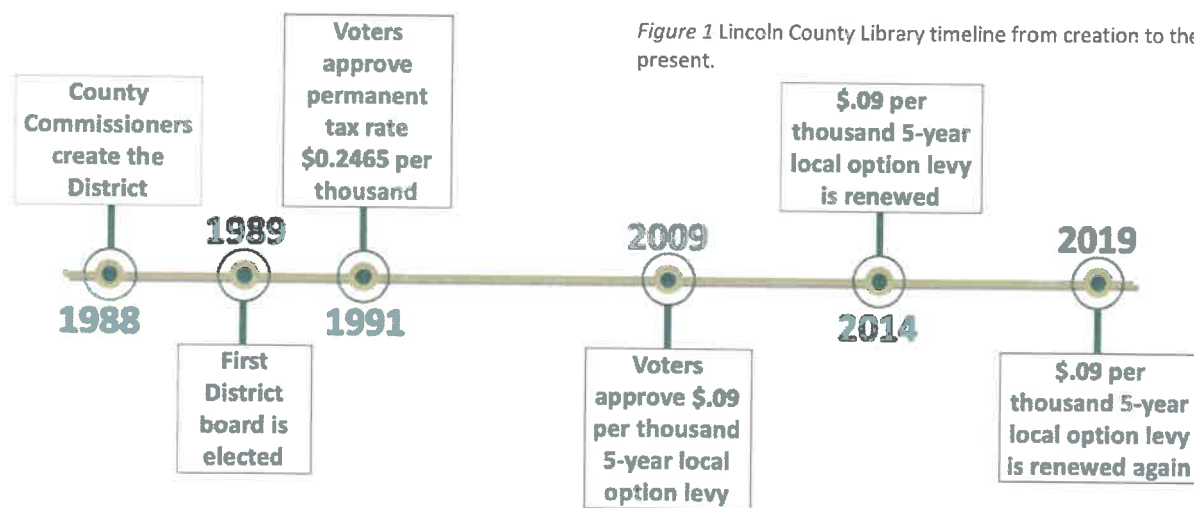 Figure 1 Lincoln County Library timeline from creation to the
present.
County
Commissioners
create the
District
1988
1989
First
District
board is
elected
Voters
approve
permanent
tax rate
$0.2465 per
thousand
1991
2009
Voters
approve $.09
per thousand
5-year local
option levy
$.09 per
thousand 5-year
local option levy
is renewed
2014
2019
$.09 per
thousand 5-year
local option levy
is renewed again